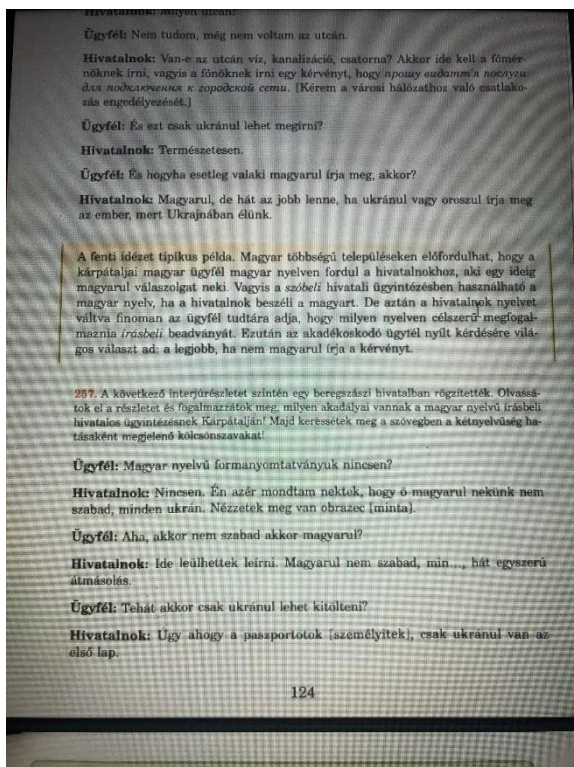 Hivatalnok: Milyen utcán?
Ügyfél: Nem tudom, még nem voltam az utcán.
Hivatalnok: Van-e az utcán víz, kanalizáció, csatorna? Akkor ide kell a főmér-
nöknek írni, vagyis a főnöknek írni egy kérvényt, hogy прошу видатт'я послуги
для подключення к городской сети. [Kérem a városi hálózathoz való csatlako-
zás engedélyezését.]
Ügyfél: És ezt csak ukránul lehet megírni?
Hivatalnok: Természetesen.
Ügyfél: És hogyha esetleg valaki magyarul írja meg, akkor?
Hivatalnok: Magyarul, de hát az jobb lenne, ha ukránul vagy oroszul írja meg
az ember, mert Ukrajnában élünk.
A fenti idézet tipikus példa. Magyar többségű településeken előfordulhat, hogy a
kárpátaljai magyar ügyfél magyar nyelven fordul a hivatalnokhoz, aki egy ideig
magyarul válaszolgat neki. Vagyis a szóbeli hivatali ügyintézésben használható a
magyar nyelv, ha a hivatalnok beszéli a magyart. De aztán a hivatalnok nyelvet
váltva finoman az ügyfél tudtára adja, hogy milyen nyelven célszerű megfogal-
maznia írásbeli beadványát. Ezután az akadékoskodó ügyfél nyílt kérdésére vilá-
gos választ ad: a legjobb, ha nem magyarul írja a kérvényt.
257. A következő interjúrészletet szintén egy beregszászi hivatalban rögzítették. Olvassá-
tok el a részletet és fogalmazzátok meg, milyen akadályai vannak a magyar nyelvű írásbeli
hivatalos ügyintézésnek Kárpátalján! Majd keressétek meg a szövegben a kétnyelvűség ha-
tásaként megjelenő kölcsönszavakat!
Ügyfél: Magyar nyelvű formanyomtatványuk nincsen?
Hivatalnok: Nincsen. Én azér mondtam nektek, hogy ő magyarul nekünk nem
szabad, minden ukrán. Nézzetek meg van obrazec [minta].
Ügyfél: Aha, akkor nem szabad akkor magyarul?
Hivatalnok: Ide leülhettek leírni. Magyarul nem szabad, min..., hát egyszerű
átmásolás.
Ügyfél: Tehát akkor csak ukránul lehet kitölteni?
Hivatalnok: Úgy ahogy a paszportotok [személyitek], csak ukránul van az
első lap.
124